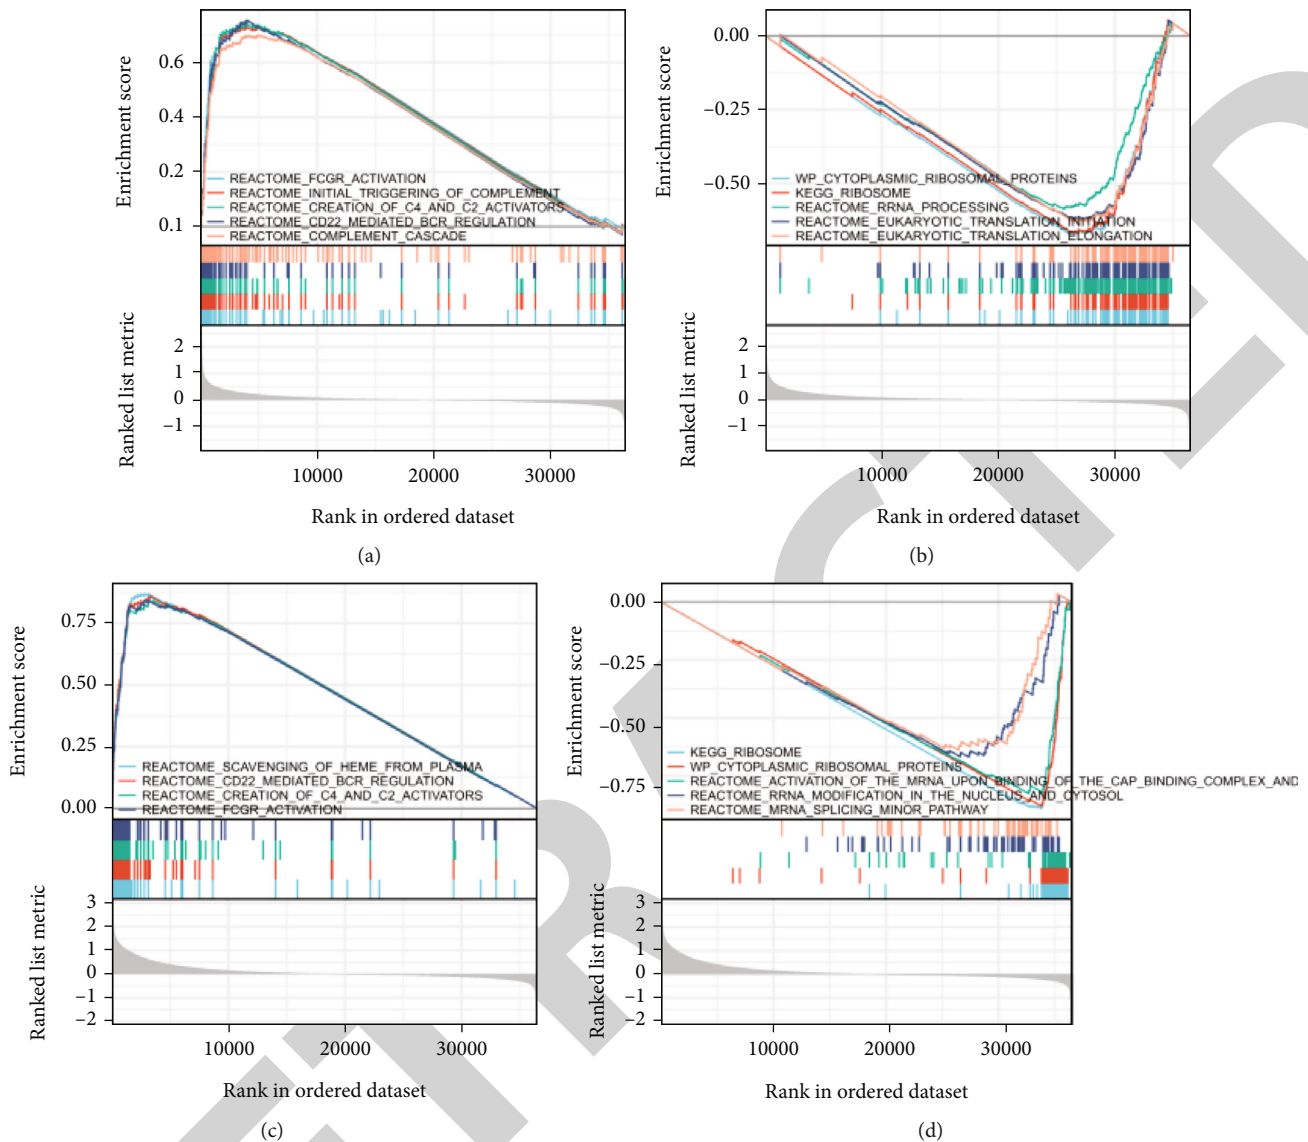 Enrichment score
0.6
0.4
0.2
0.1
REACTOME_FCGR_ACTIVATION
REACTOME_INITIAL_TRIGGERING_OF_COMPLEMENT
REACTOME_CREATION_OF_C4_AND_C2_ACTIVATORS
REACTOME_CD22_MEDIATED_BCR_REGULATION
REACTOME_COMPLEMENT_CASCADE
Ranked list metric
2
1
0
−1
10000 20000 30000
Rank in ordered dataset
(a)
Enrichment score
0.00
−0.25
−0.50
WP_CYTOPLASMIC_RIBOSOMAL_PROTEINS
KEGG_RIBOSOME
REACTOME_RRNA_PROCESSING
REACTOME_EUKARYOTIC_TRANSLATION_INITIATION
REACTOME_EUKARYOTIC_TRANSLATION_ELONGATION
Ranked list metric
2
1
0
−1
10000 20000 30000
Rank in ordered dataset
(b)
Enrichment score
0.75
0.50
0.25
0.00
REACTOME_SCAVENGING_OF_HEME_FROM_PLASMA
REACTOME_CD22_MEDIATED_BCR_REGULATION
REACTOME_CREATION_OF_C4_AND_C2_ACTIVATORS
REACTOME_FCGR_ACTIVATION
Ranked list metric
3
2
1
0
−1
−2
10000 20000 30000
Rank in ordered dataset
(c)
Enrichment score
0.00
−0.25
−0.50
−0.75
KEGG_RIBOSOME
WP_CYTOPLASMIC_RIBOSOMAL_PROTEINS
REACTOME_ACTIVATION_OF_THE_MRNA_UPON_BINDING_OF_THE_CAP_BINDING_COMPLEX_AND
REACTOME_RRNA_MODIFICATION_IN_THE_NUCLEUS_AND_CYTOSOL
REACTOME_MRNA_SPLICING_MINOR_PATHWAY
Ranked list metric
3
2
1
0
−1
−2
10000 20000 30000
Rank in ordered dataset
(d)